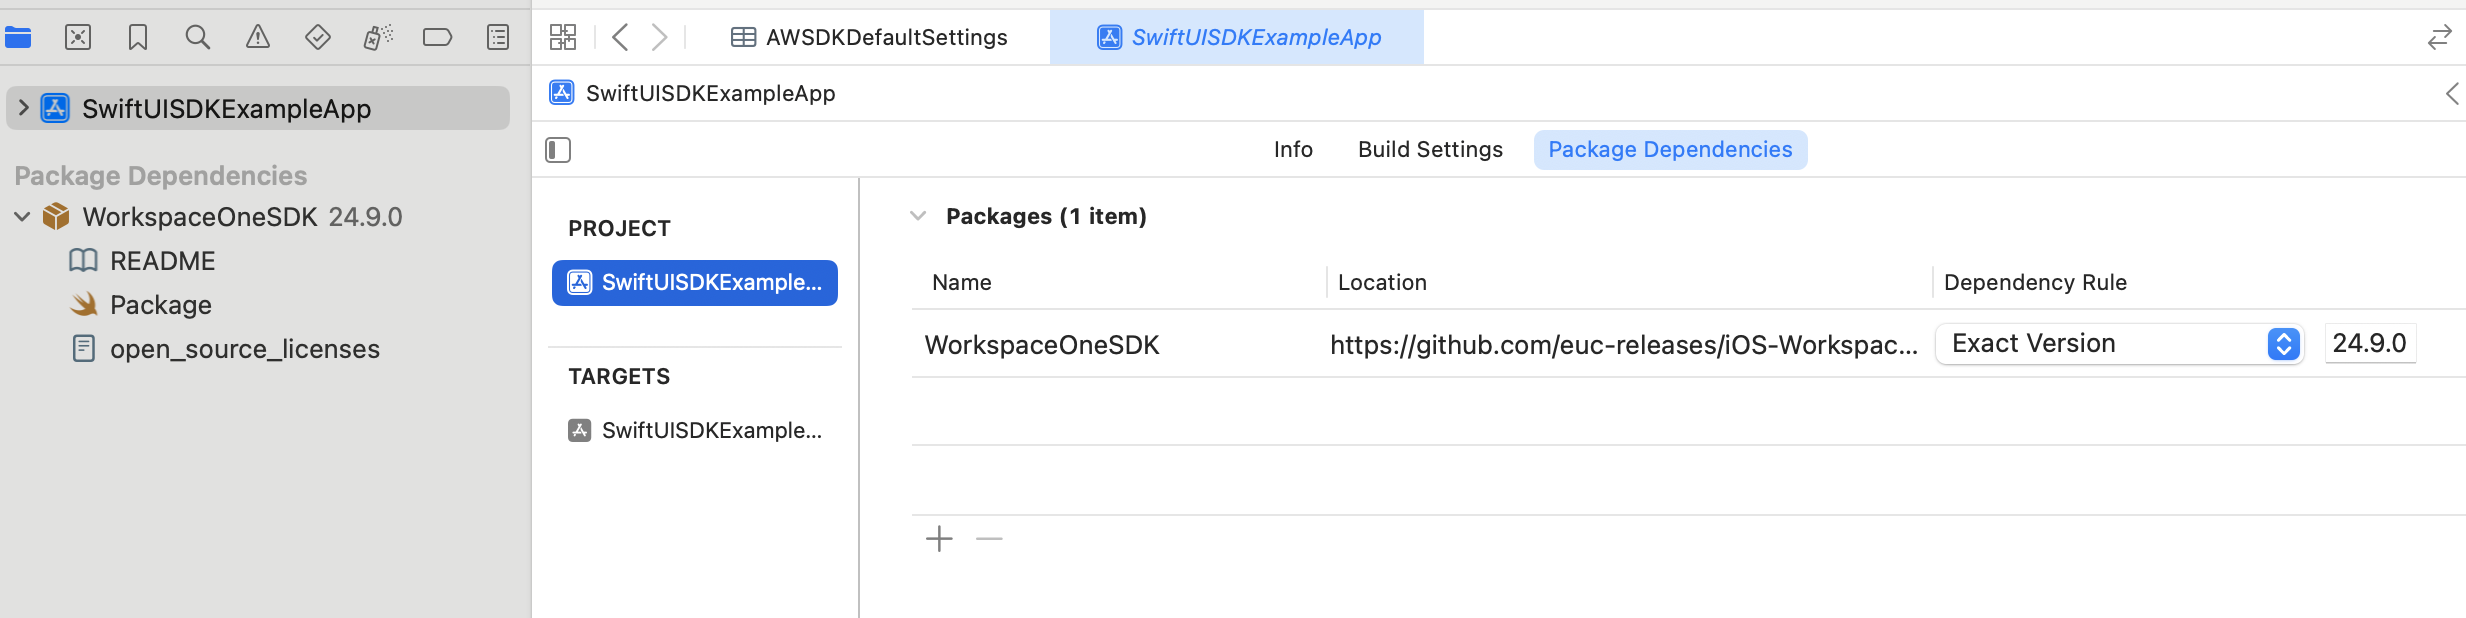 AWSDKDefaultSettings
SwiftUISDKExampleApp
SwiftUISDKExampleApp
Package Dependencies
WorkspaceOneSDK 24.9.0
README
Package
open_source_licenses
SwiftUISDKExampleApp
Info
Build Settings
Package Dependencies
PROJECT
SwiftUISDKExample...
TARGETS
SwiftUISDKExample...
Packages (1 item)
Name
Location
Dependency Rule
WorkspaceOneSDK
https://github.com/euc-releases/iOS-Workspac...
Exact Version
24.9.0